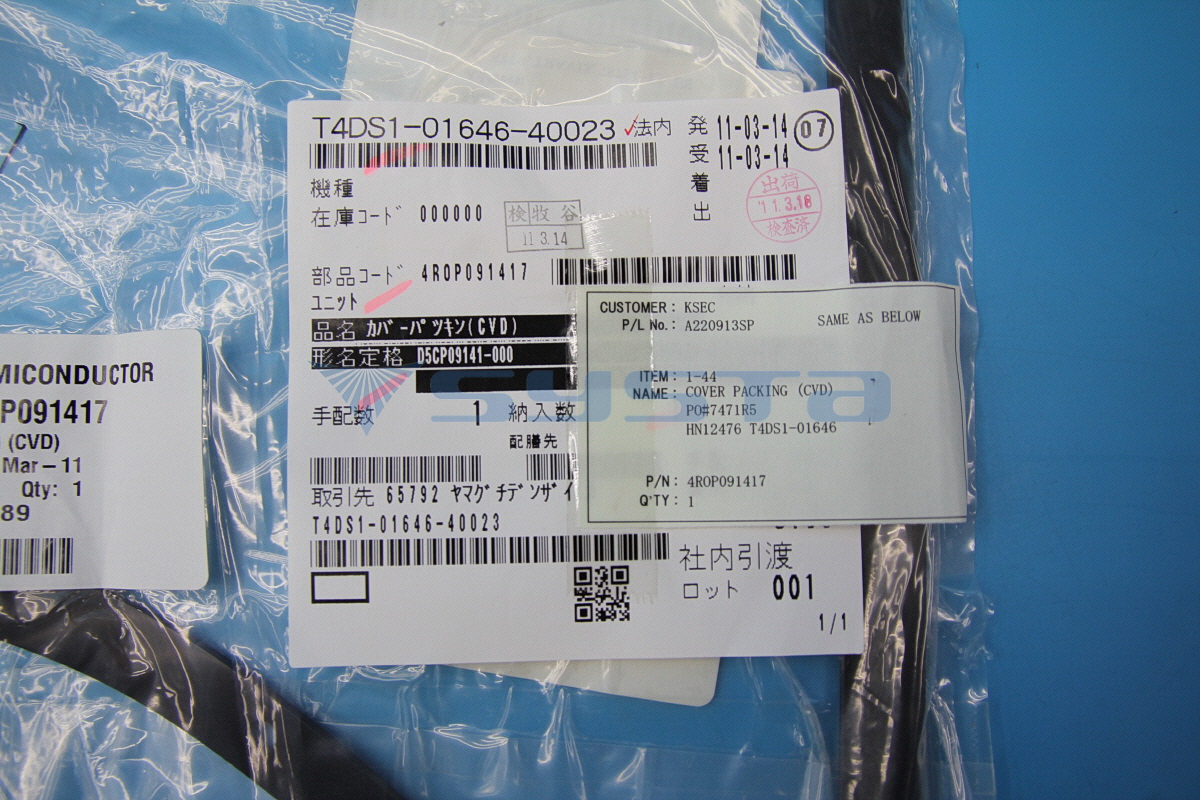 T4DS1-01646-40023 法内
発 11-03-14 07
受 11-03-14
着
出
出荷
'11.3.16
検査済
機種
在庫コード 000000
検 牧 谷
11 3.14
部品コード 4R0P091417
ユニット
品名 カバーパツキン(CVD)
形名定格 D5CP09141-000
手配数 1 納入数
配膳先
取引先 65792 ヤマグチデンザイ
T4DS1-01646-40023
社内引渡
ロット 001
1/1
CUSTOMER : KSEC
P/L No. : A220913SP SAME AS BELOW
ITEM : 1-44
NAME : COVER PACKING (CVD)
PO#7471R5
HN12476 T4DS1-01646
P/N : 4R0P091417
Q'TY : 1
MICONDUCTOR
P091417
(CVD)
Mar-11
Qty: 1
89
sysra